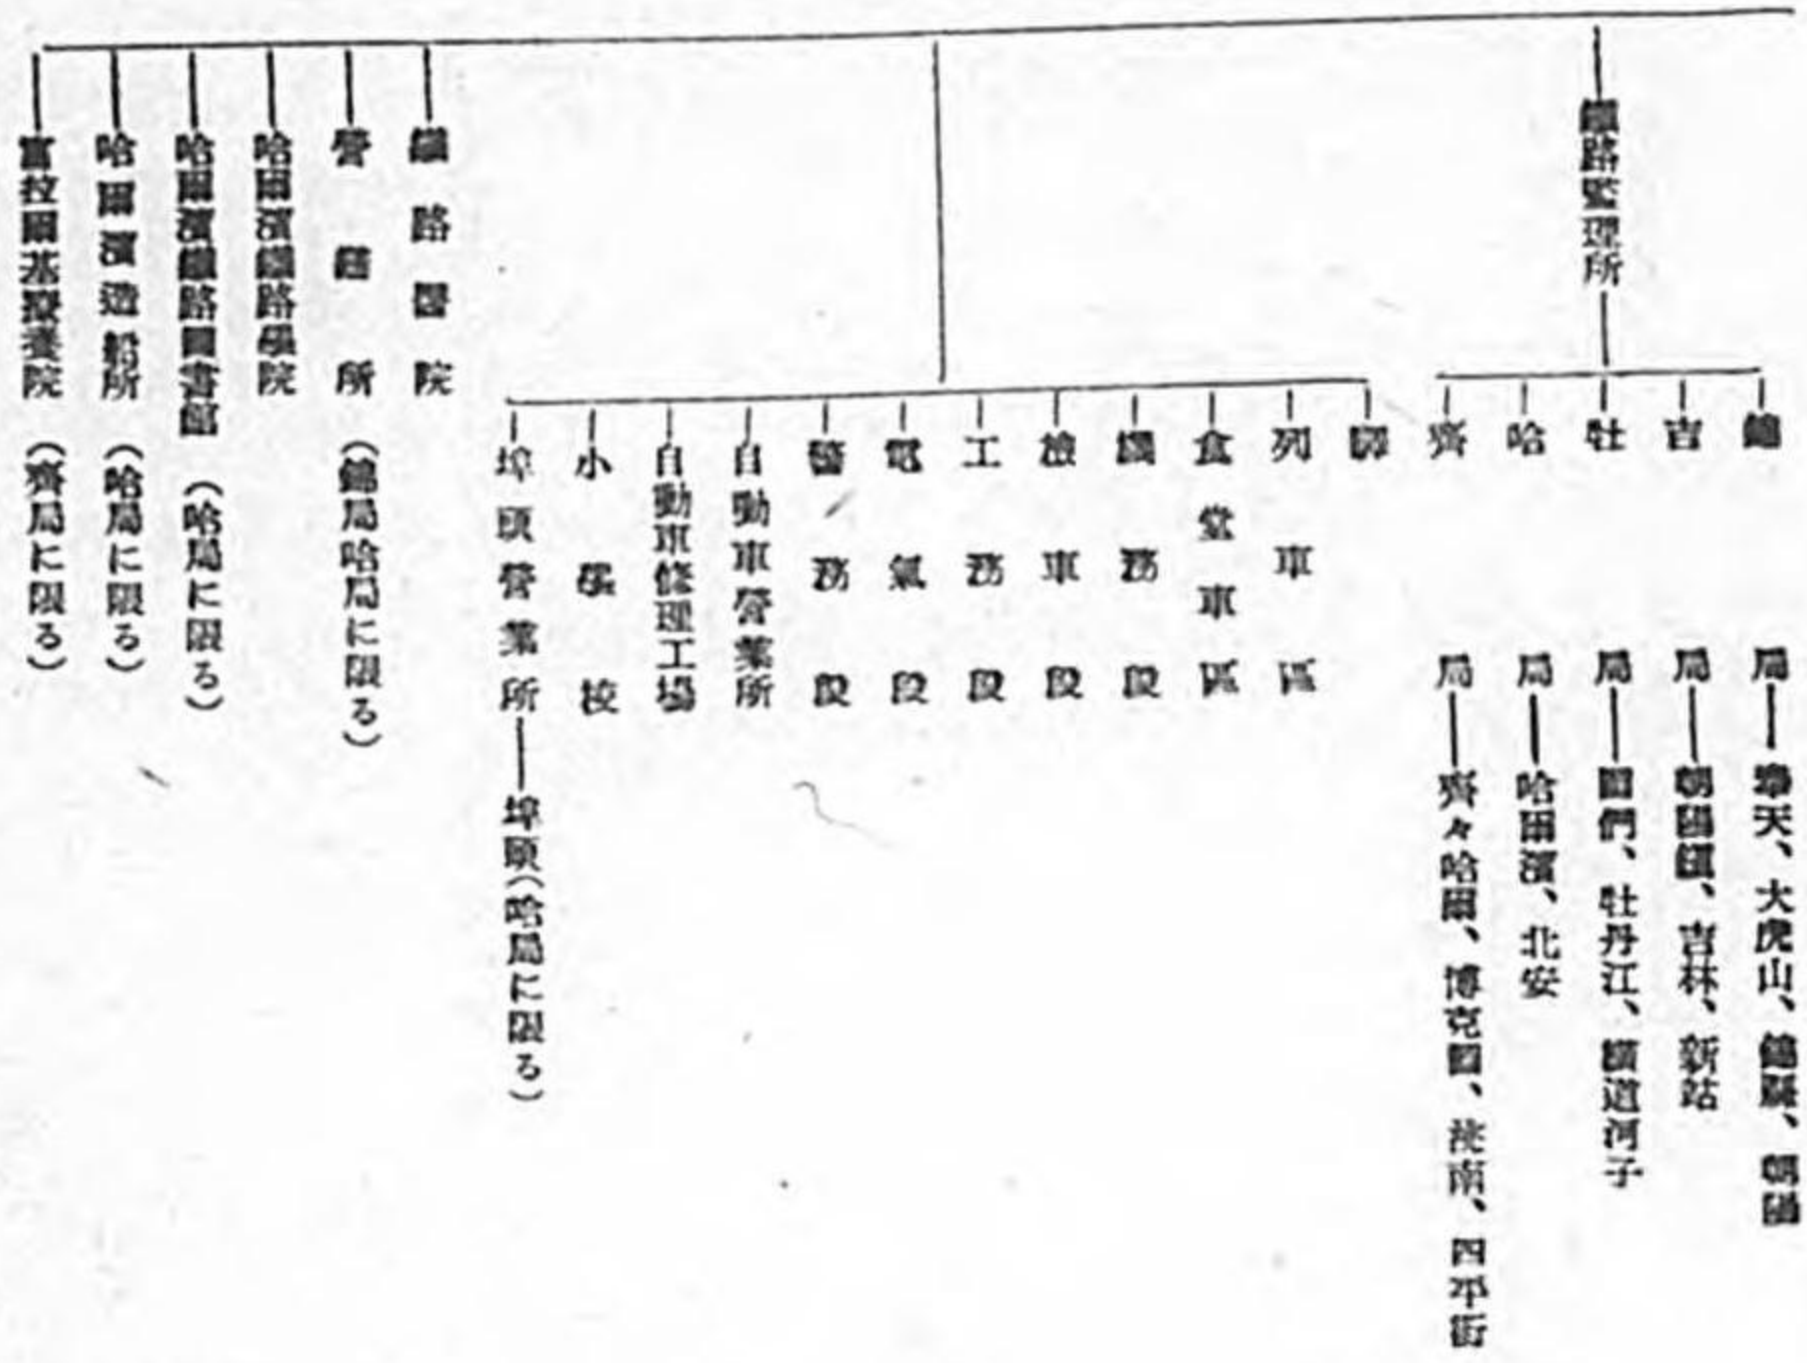 鐵路監理所
錦局 奉天、大虎山、錦縣、朝陽
吉局 朝陽鎭、吉林、新站
牡局 圖們、牡丹江、橫道河子
哈局 哈爾濱、北安
齊局 齊々哈爾、博克圖、洮南、四平街
列車區
食堂車區
機務段
檢車段
工務段
電氣段
警務段
自動車營業所
自動車修理工場
小學校
埠頭營業所 埠頭(哈局に限る)
鐵路醫院
營繕所(錦局哈局に限る)
哈爾濱鐵路學院
哈爾濱鐵路圖書館(哈局に限る)
哈爾濱造船所(哈局に限る)
富拉爾基療養院(齊局に限る)